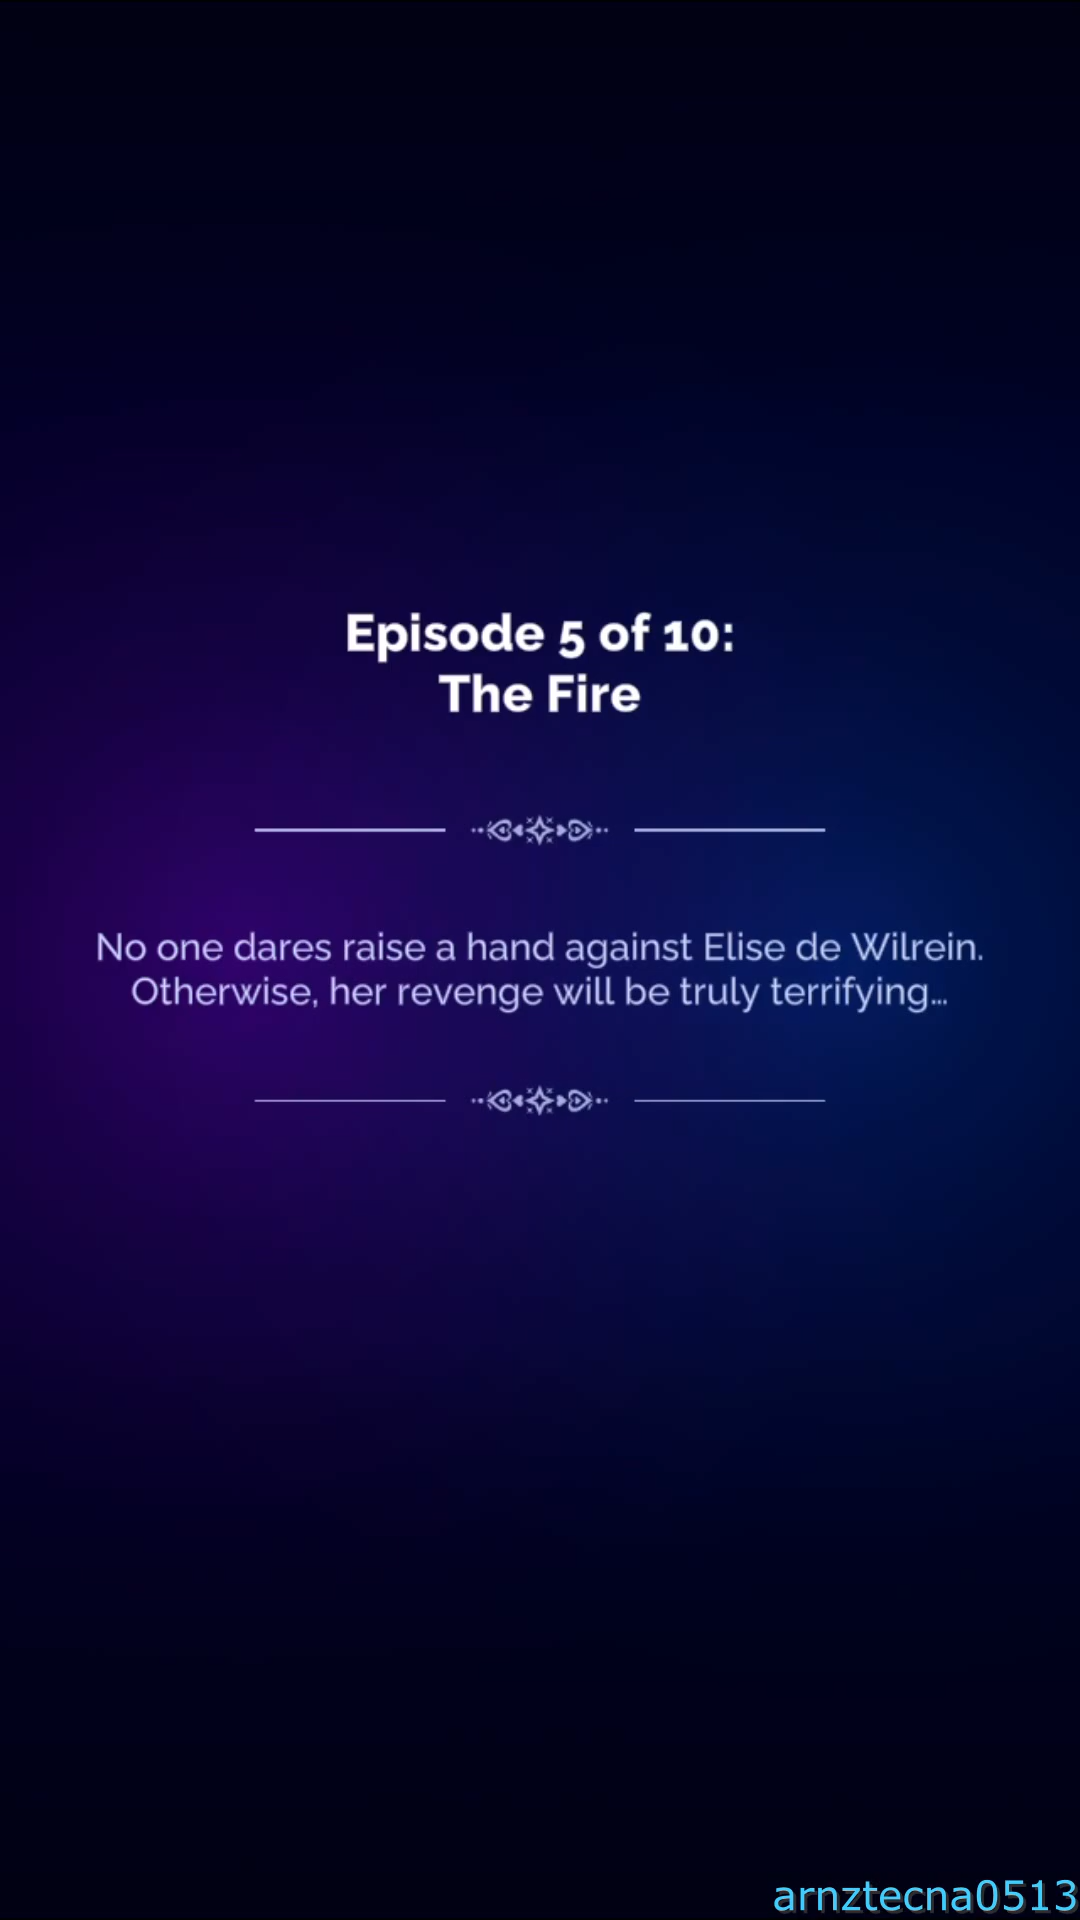 Episode 5 of 10:
The Fire
No one dares raise a hand against Elise de Wilrein.
Otherwise, her revenge will be truly terrifying...
arnztecna0513